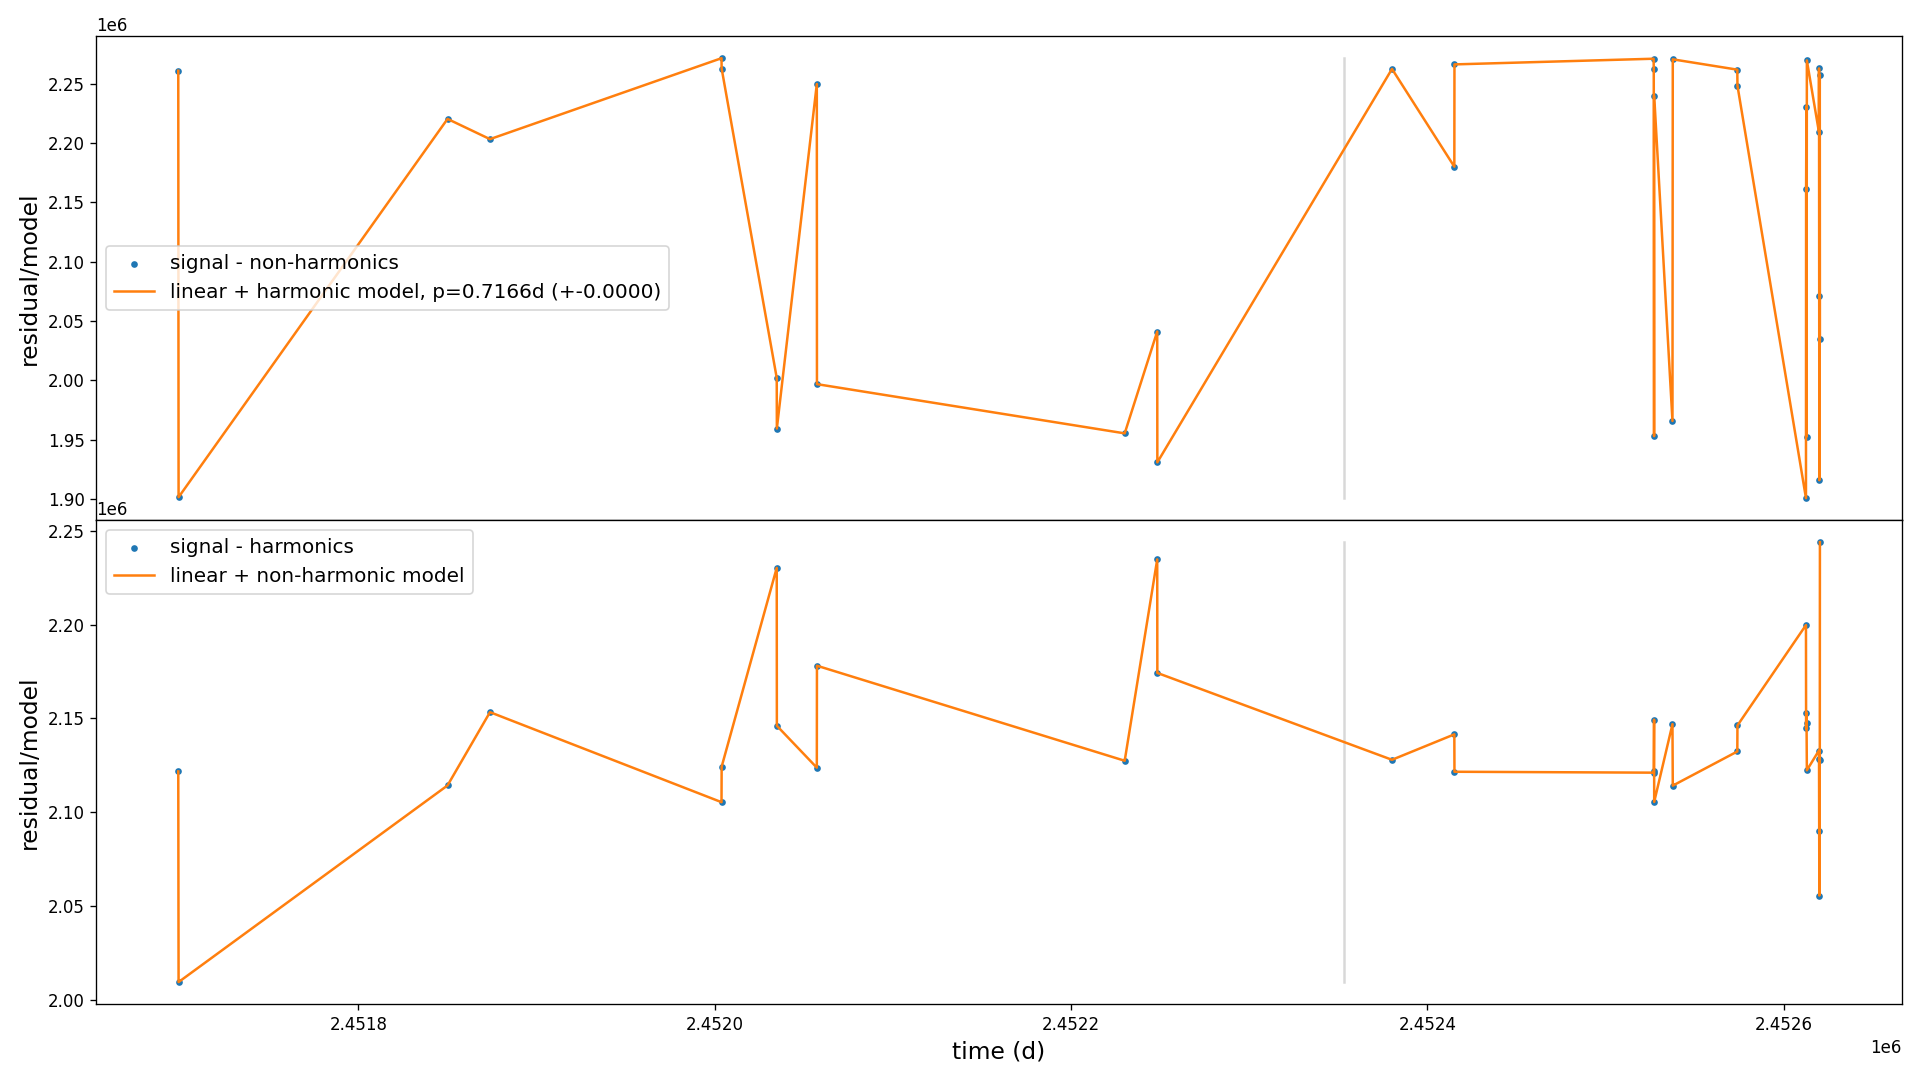 1e6
2.25
2.20
2.15
2.10
2.05
2.00
1.95
1.90
residual/model
signal - non-harmonics
linear + harmonic model, p=0.7166d (+-0.0000)
1e6
2.25
2.20
2.15
2.10
2.05
2.00
residual/model
signal - harmonics
linear + non-harmonic model
2.4518 2.4520 2.4522 2.4524 2.4526
1e6
time (d)